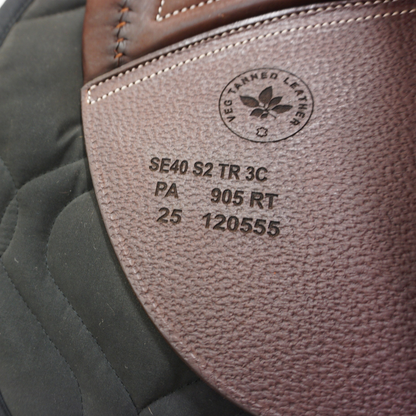 VEG TANNED LEATHER
SE40 S2 TR 3C
PA 905 RT
25 120555